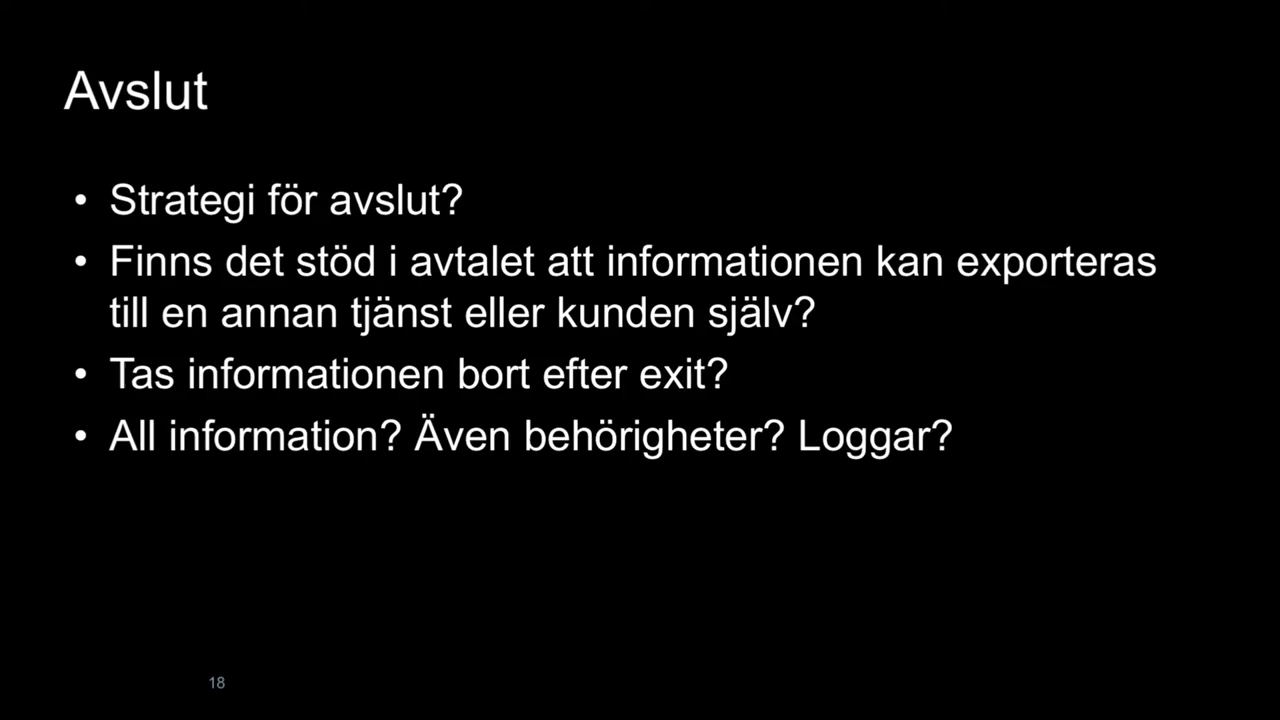 Avslut
• Strategi för avslut?
• Finns det stöd i avtalet att informationen kan exporteras
till en annan tjänst eller kunden själv?
• Tas informationen bort efter exit?
• All information? Även behörigheter? Loggar?
18